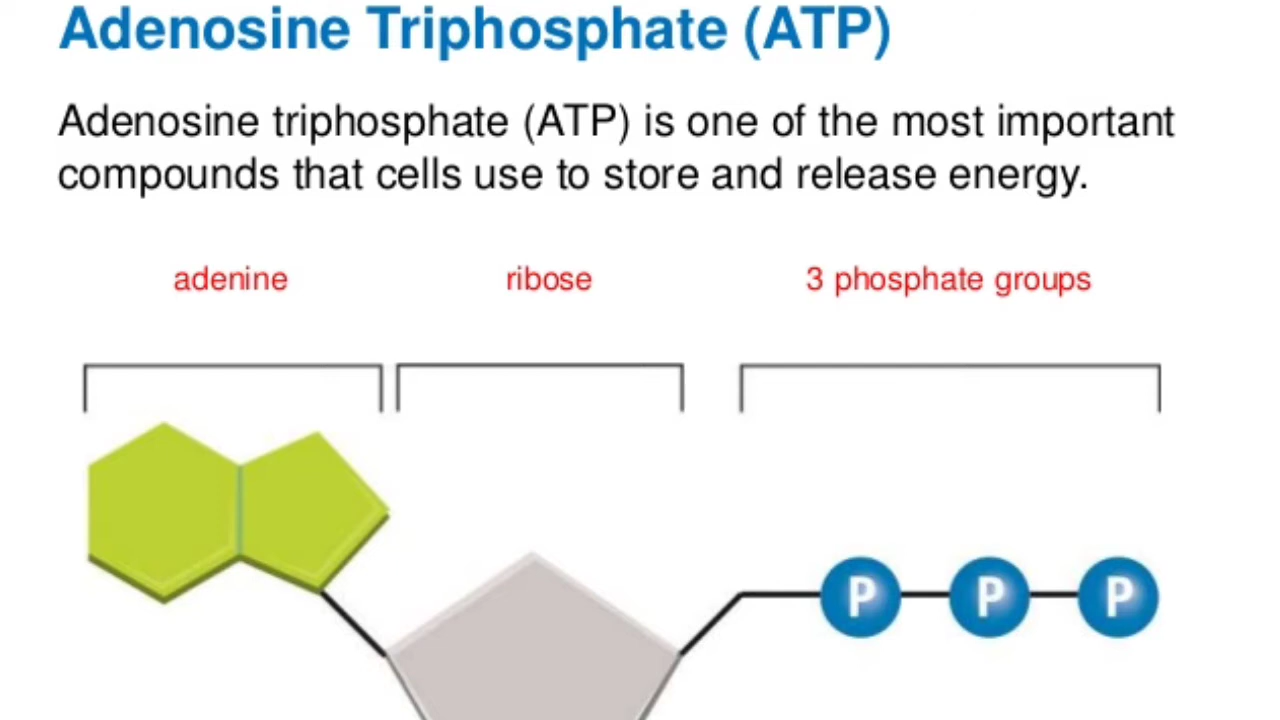 Adenosine Triphosphate (ATP)
Adenosine triphosphate (ATP) is one of the most important
compounds that cells use to store and release energy.
adenine ribose 3 phosphate groups
P P P